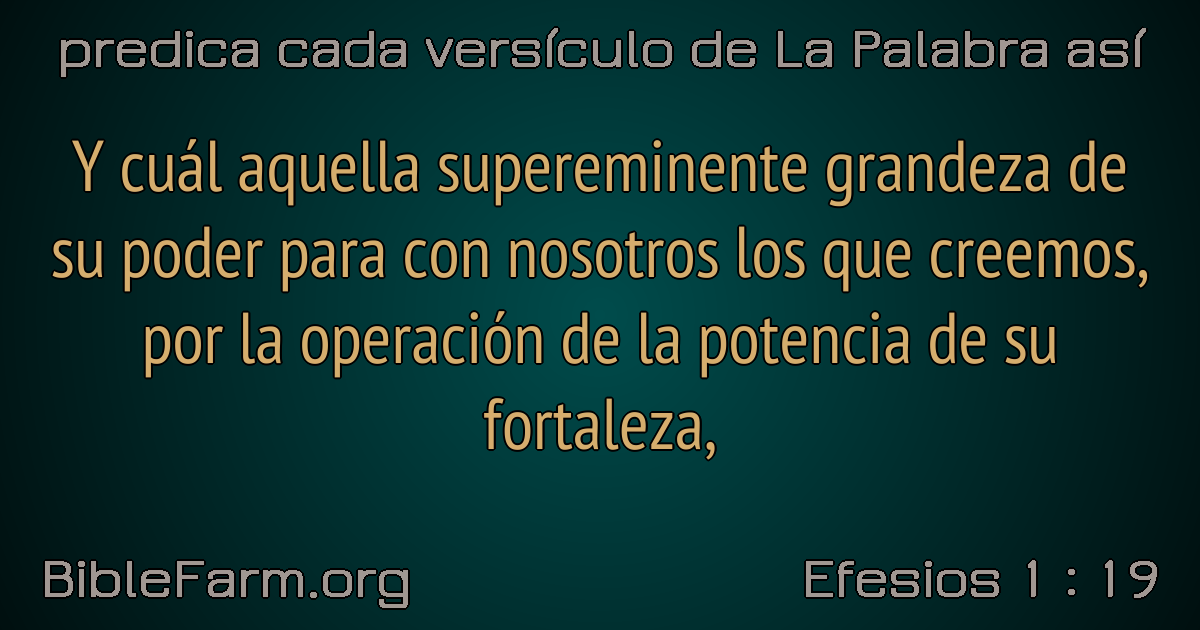 predica cada versículo de La Palabra así
Y cuál aquella supereminente grandeza de
su poder para con nosotros los que creemos,
por la operación de la potencia de su
fortaleza,
BibleFarm.org
Efesios 1 : 19